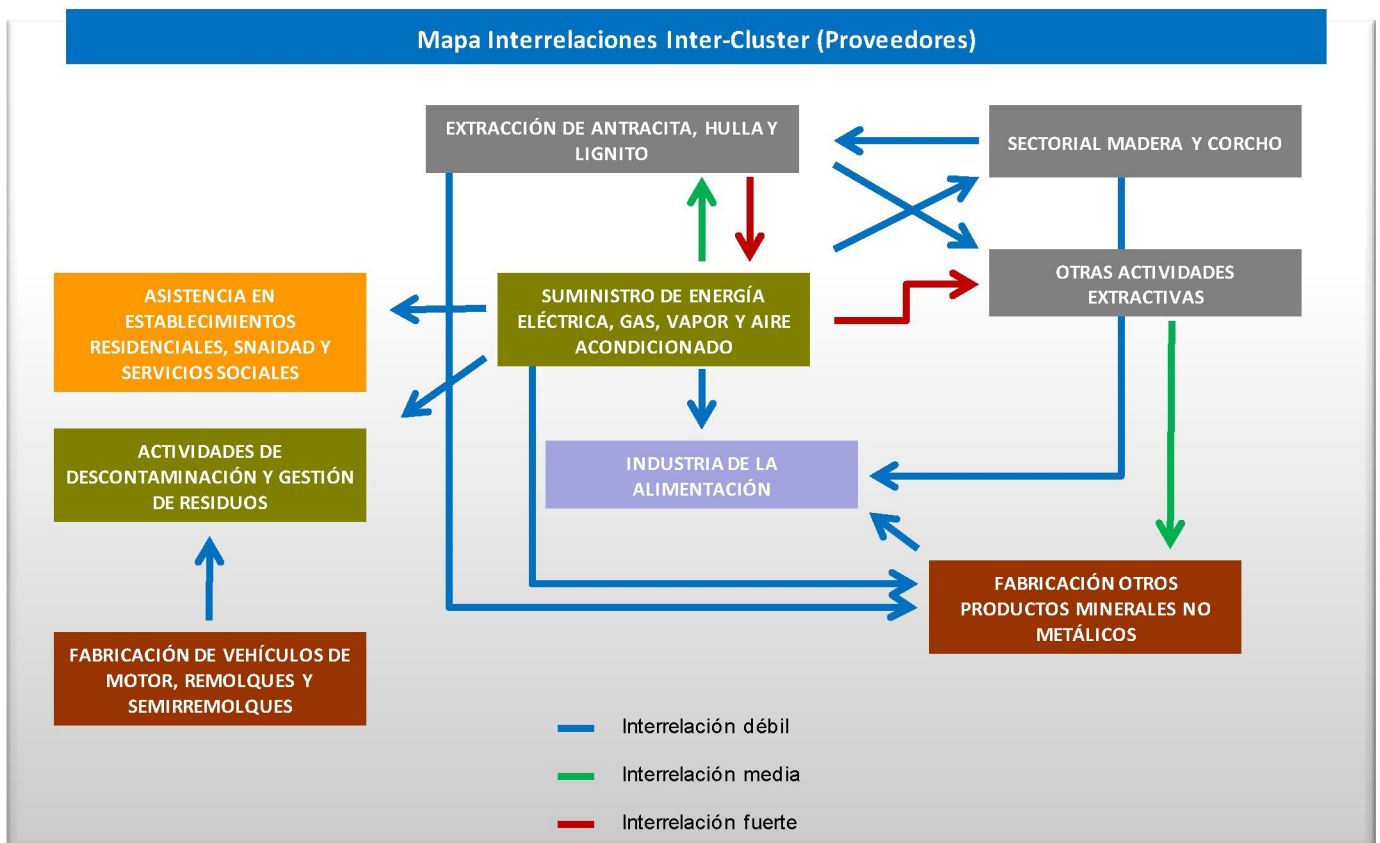 Mapa Interrelaciones Inter-Cluster (Proveedores)
EXTRACCIÓN DE ANTRACITA, HULLA Y
LIGNITO
SECTORIAL MADERA Y CORCHO
OTRAS ACTIVIDADES
EXTRACTIVAS
ASISTENCIA EN
ESTABLECIMIENTOS
RESIDENCIALES, SNAIDAD Y
SERVICIOS SOCIALES
SUMINISTRO DE ENERGÍA
ELÉCTRICA, GAS, VAPOR Y AIRE
ACONDICIONADO
ACTIVIDADES DE
DESCONTAMINACIÓN Y GESTIÓN
DE RESIDUOS
INDUSTRIA DE LA
ALIMENTACIÓN
FABRICACIÓN OTROS
PRODUCTOS MINERALES NO
METÁLICOS
FABRICACIÓN DE VEHÍCULOS DE
MOTOR, REMOLQUES Y
SEMIRREMOLQUES
Interrelación débil
Interrelación media
Interrelación fuerte